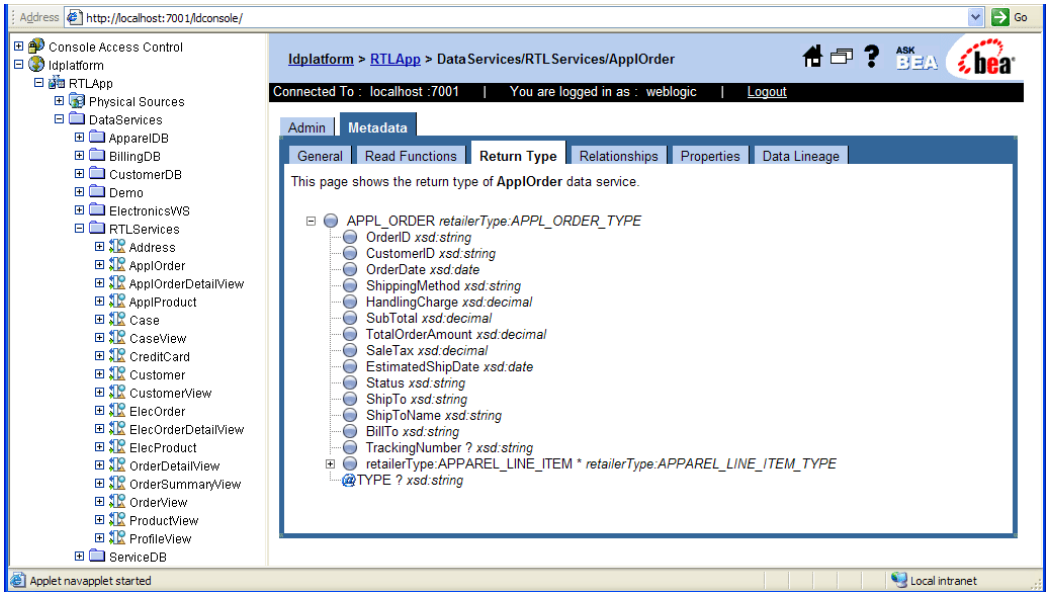 Address http://localhost:7001/ldconsole/ Go
Console Access Control
ldplatform
RTLApp
Physical Sources
DataServices
ApparelDB
BillingDB
CustomerDB
Demo
ElectronicsWS
RTLServices
Address
ApplOrder
ApplOrderDetailView
ApplProduct
Case
CaseView
CreditCard
Customer
CustomerView
ElecOrder
ElecOrderDetailView
ElecProduct
OrderDetailView
OrderSummaryView
OrderView
ProductView
ProfileView
ServiceDB
ldplatform > RTLApp > DataServices/RTLServices/ApplOrder
? ASK BEA bea
Connected To : localhost :7001 | You are logged in as : weblogic | Logout
Admin Metadata
General Read Functions Return Type Relationships Properties Data Lineage
This page shows the return type of ApplOrder data service.
APPL_ORDER retailerType:APPL_ORDER_TYPE
OrderID xsd:string
CustomerID xsd:string
OrderDate xsd:date
ShippingMethod xsd:string
HandlingCharge xsd:decimal
SubTotal xsd:decimal
TotalOrderAmount xsd:decimal
SaleTax xsd:decimal
EstimatedShipDate xsd:date
Status xsd:string
ShipTo xsd:string
ShipToName xsd:string
BillTo xsd:string
TrackingNumber ? xsd:string
retailerType:APPAREL_LINE_ITEM * retailerType:APPAREL_LINE_ITEM_TYPE
@TYPE ? xsd:string
Applet navapplet started Local intranet